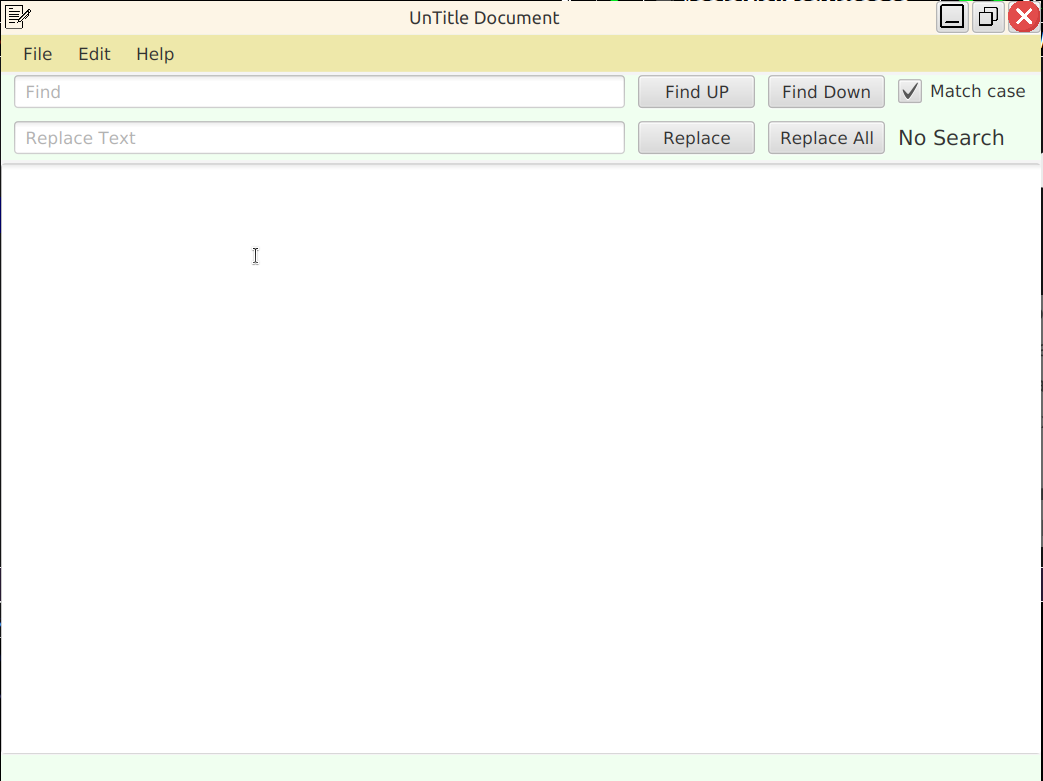 UnTitle Document
File Edit Help
Find Find UP Find Down Match case
Replace Text Replace Replace All No Search